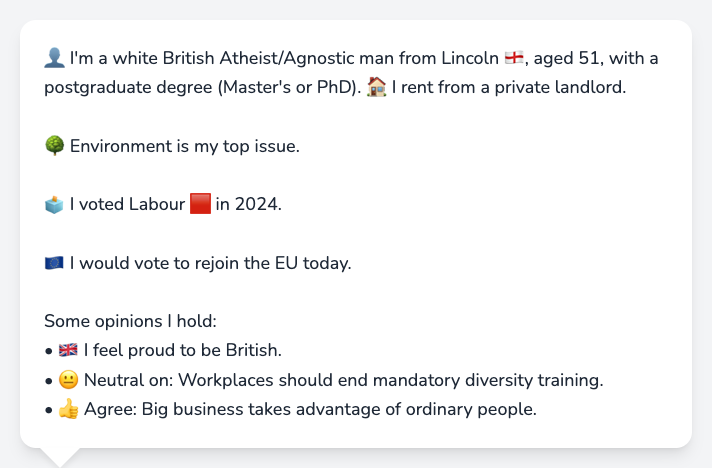 👤 I'm a white British Atheist/Agnostic man from Lincoln 🏴󠁧󠁢󠁥󠁮󠁧󠁿, aged 51, with a
postgraduate degree (Master's or PhD). 🏠 I rent from a private landlord.
🌳 Environment is my top issue.
🗳️ I voted Labour 🟥 in 2024.
🇪🇺 I would vote to rejoin the EU today.
Some opinions I hold:
• 🇬🇧 I feel proud to be British.
• 😐 Neutral on: Workplaces should end mandatory diversity training.
• 👍 Agree: Big business takes advantage of ordinary people.